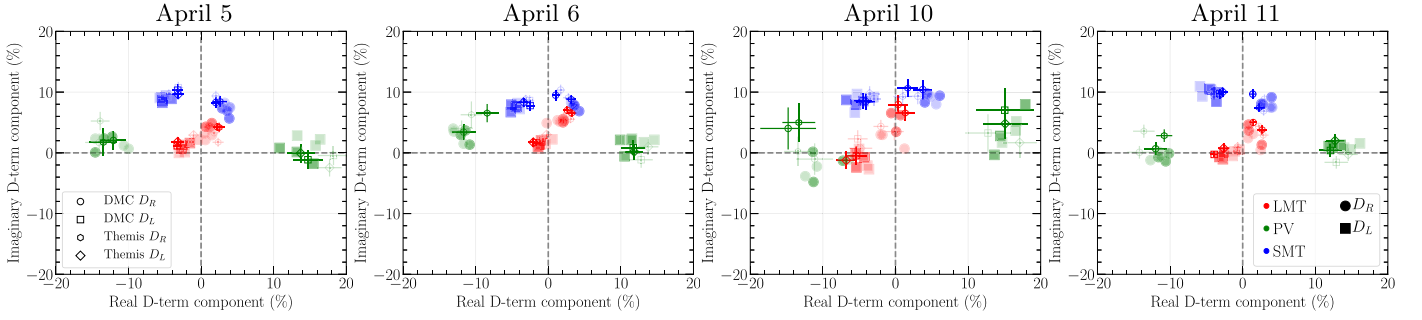 April 5
April 6
April 10
April 11
20
10
0
−10
−20
Imaginary D-term component (%)
DMC D_R
DMC D_L
Themis D_R
Themis D_L
−20
−10
0
10
20
Real D-term component (%)
20
10
0
−10
−20
Imaginary D-term component (%)
−20
−10
0
10
20
Real D-term component (%)
20
10
0
−10
−20
Imaginary D-term component (%)
−20
−10
0
10
20
Real D-term component (%)
20
10
0
−10
−20
Imaginary D-term component (%)
LMT
PV
SMT
D_R
D_L
−20
−10
0
10
20
Real D-term component (%)